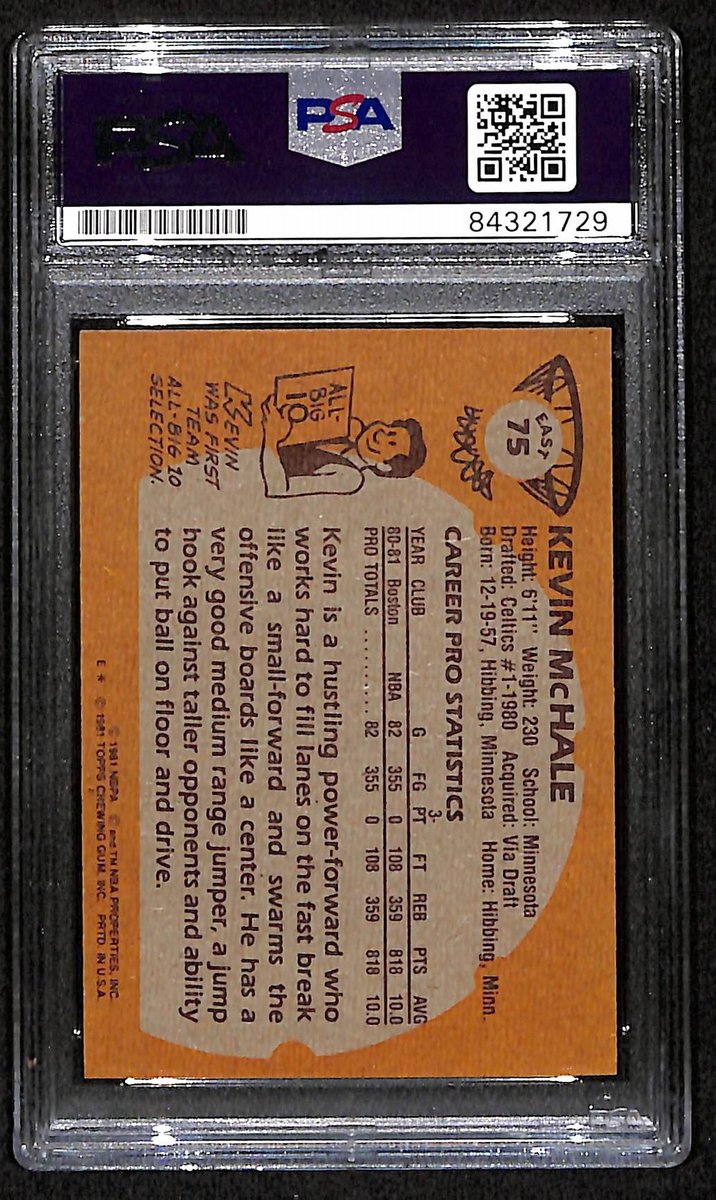 PSA
PSA
84321729
EAST
75
ALL-
BIG
10
KEVIN
WAS FIRST
TEAM
ALL-BIG 10
SELECTION.
KEVIN McHALE
Height: 6'11" Weight: 230 School: Minnesota
Drafted: Celtics #1-1980 Acquired: Via Draft
Born: 12-19-57, Hibbing, Minnesota Home: Hibbing, Minn.
CAREER PRO STATISTICS
3-
YEAR CLUB G FG PT FT REB PTS AVG
80-81 Boston NBA 82 355 0 108 359 818 10.0
PRO TOTALS .......... 82 355 0 108 359 818 10.0
Kevin is a hustling power-forward who
works hard to fill lanes on the fast break
like a small-forward and swarms the
offensive boards like a center. He has a
very good medium range jumper, a jump
hook against taller opponents and ability
to put ball on floor and drive.
© 1981 NBPA © and TM NBA PROPERTIES, INC.
E * © 1981 TOPPS CHEWING GUM, INC. PRTD. IN U.S.A.
PSA